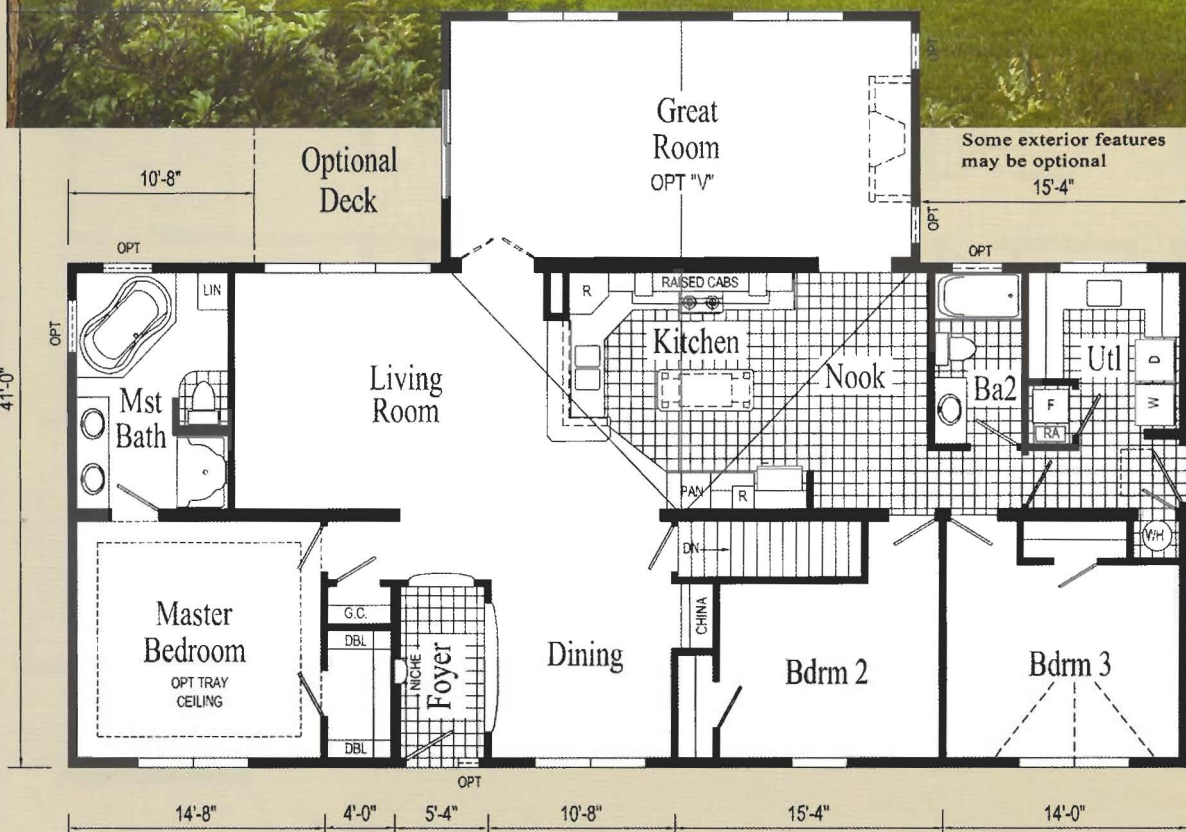 OPT
Great
Room
OPT "V"
Some exterior features
may be optional
Optional
Deck
10'-8"
15'-4"
OPT
OPT
OPT
OPT
LIN
R
RAISED CABS
41'-0"
Mst
Bath
Living
Room
Kitchen
Nook
Ba2
Utl
D
W
F
RA
PAN
R
DN
WH
Master
Bedroom
OPT TRAY
CEILING
G.C.
DBL
DBL
NICHE
Foyer
Dining
CHINA
Bdrm 2
Bdrm 3
OPT
14'-8"
4'-0"
5'-4"
10'-8"
15'-4"
14'-0"